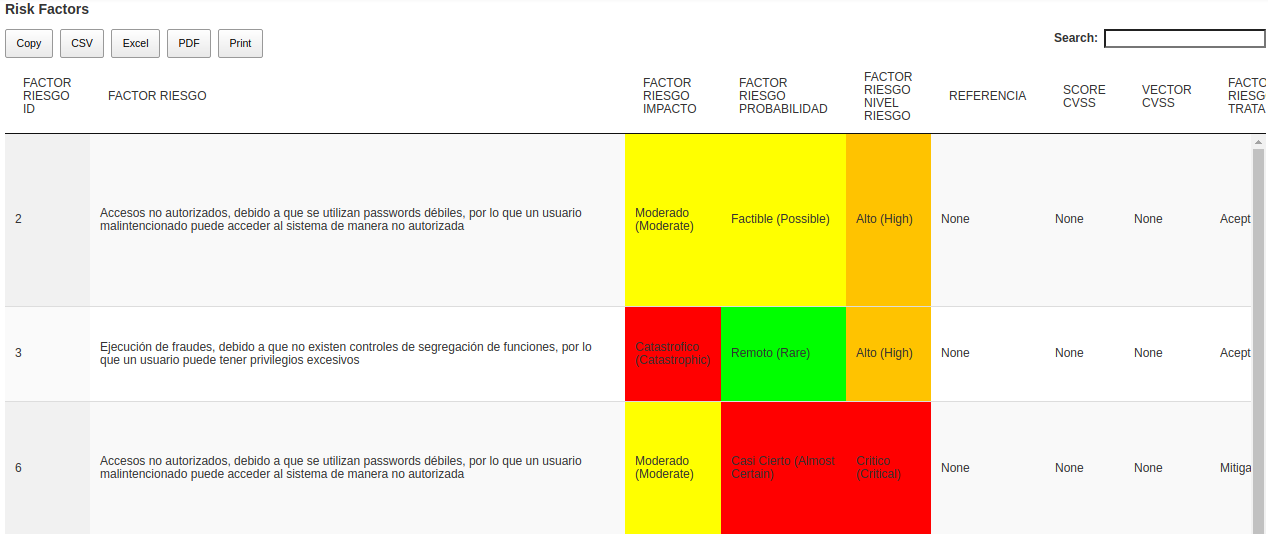 Risk Factors
Copy CSV Excel PDF Print Search:
FACTOR
RIESGO
ID
FACTOR RIESGO
FACTOR
RIESGO
IMPACTO
FACTOR
RIESGO
PROBABILIDAD
FACTOR
RIESGO
NIVEL
RIESGO
REFERENCIA
SCORE
CVSS
VECTOR
CVSS
FACTO
RIESG
TRATA
2
Accesos no autorizados, debido a que se utilizan passwords débiles, por lo que un usuario
malintencionado puede acceder al sistema de manera no autorizada
Moderado
(Moderate)
Factible (Possible)
Alto (High)
None
None
None
Acept
3
Ejecución de fraudes, debido a que no existen controles de segregación de funciones, por lo
que un usuario puede tener privilegios excesivos
Catastrofico
(Catastrophic)
Remoto (Rare)
Alto (High)
None
None
None
Acept
6
Accesos no autorizados, debido a que se utilizan passwords débiles, por lo que un usuario
malintencionado puede acceder al sistema de manera no autorizada
Moderado
(Moderate)
Casi Cierto (Almost
Certain)
Critico
(Critical)
None
None
None
Mitiga